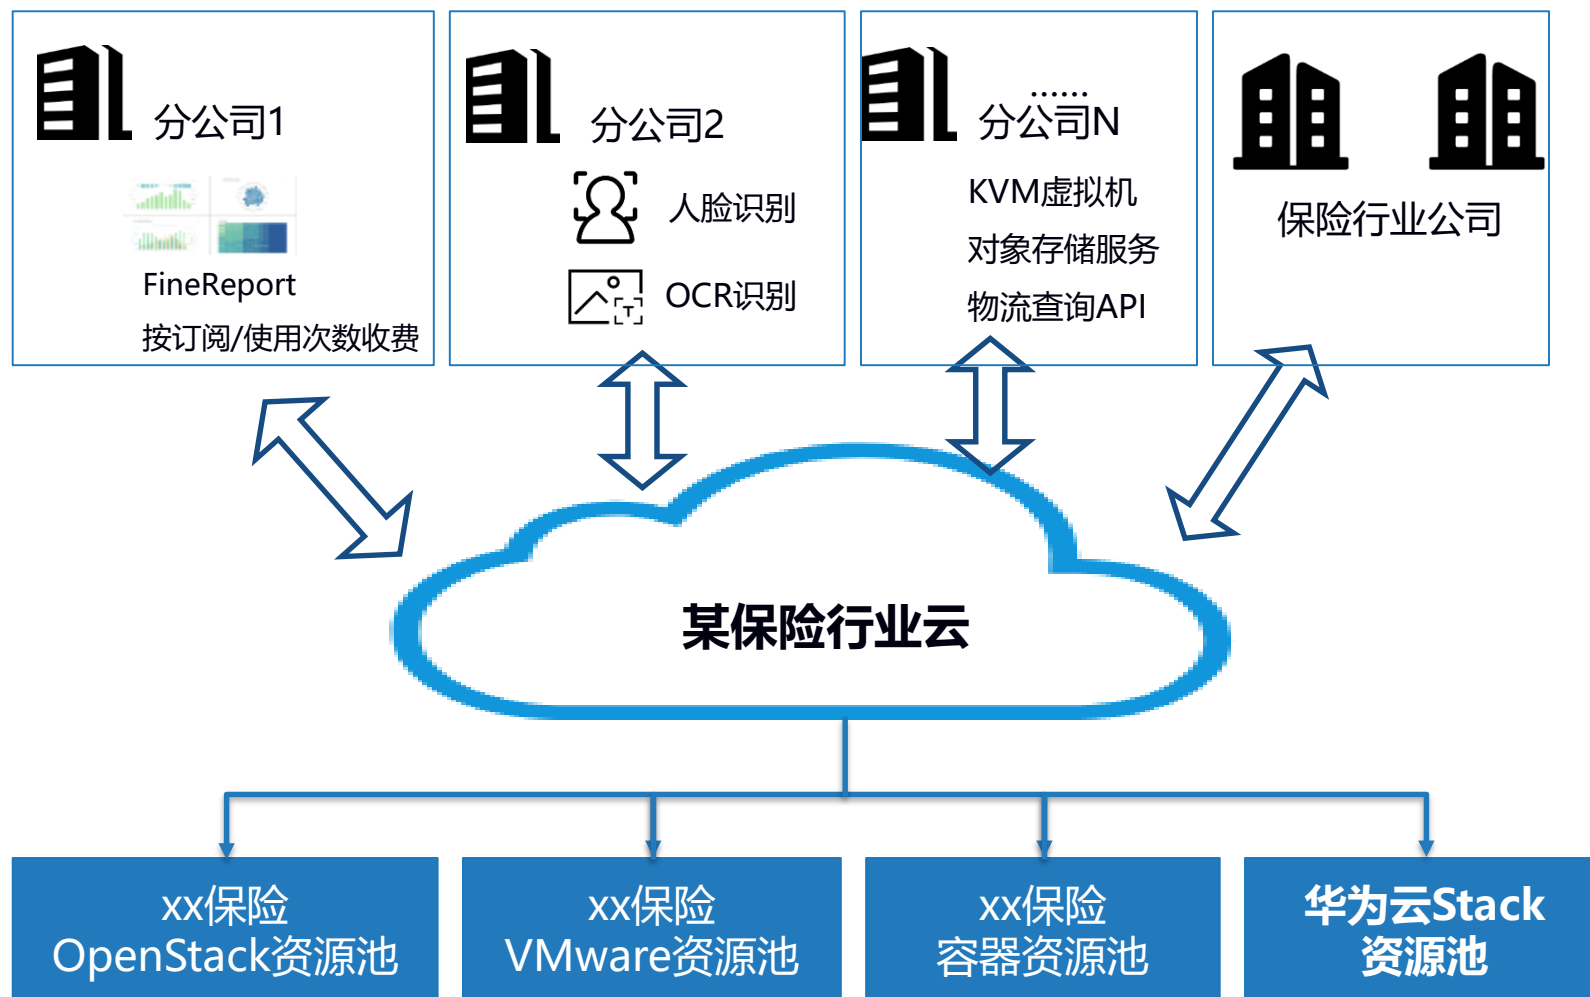 分公司1
FineReport
按订阅/使用次数收费
分公司2
人脸识别
OCR识别
......
分公司N
KVM虚拟机
对象存储服务
物流查询API
保险行业公司
某保险行业云
xx保险
OpenStack资源池
xx保险
VMware资源池
xx保险
容器资源池
华为云Stack
资源池